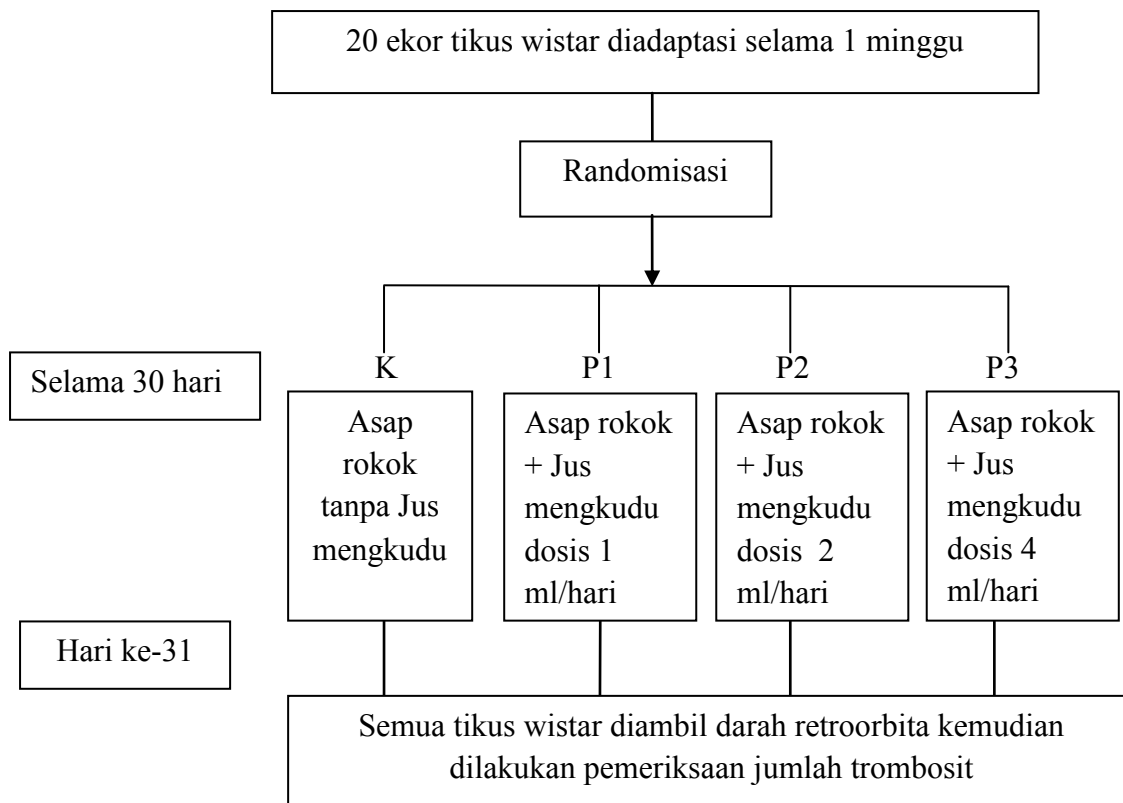 20 ekor tikus wistar diadaptasi selama 1 minggu
Randomisasi
Selama 30 hari
K
P1
P2
P3
Asap
rokok
tanpa Jus
mengkudu
Asap rokok
+ Jus
mengkudu
dosis 1
ml/hari
Asap rokok
+ Jus
mengkudu
dosis 2
ml/hari
Asap rokok
+ Jus
mengkudu
dosis 4
ml/hari
Hari ke-31
Semua tikus wistar diambil darah retroorbita kemudian
dilakukan pemeriksaan jumlah trombosit